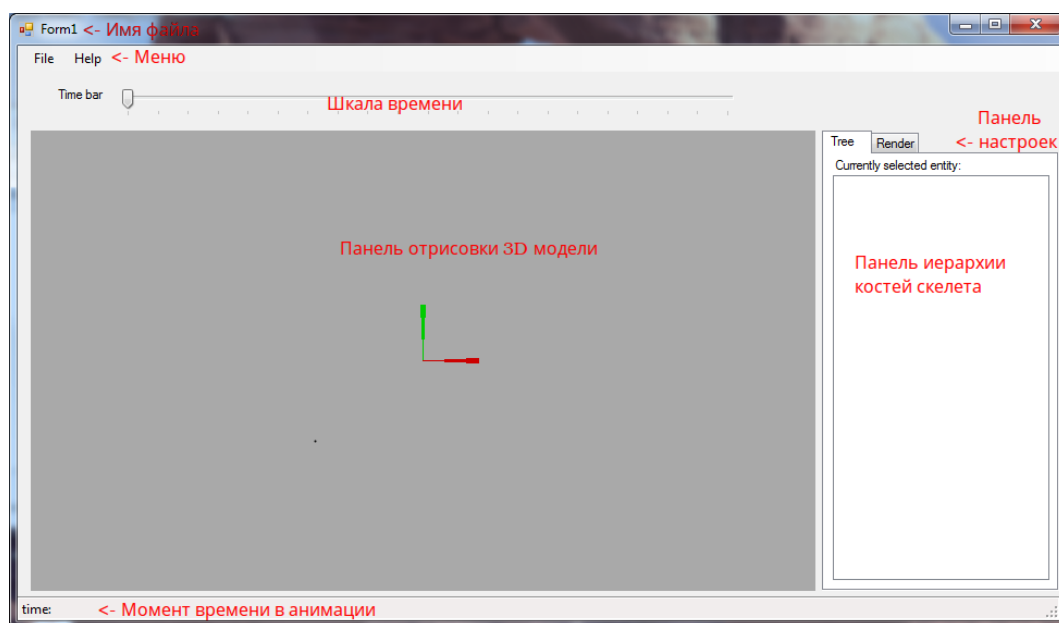 Form1 <- Имя файла
File Help <- Меню
Time bar
Шкала времени
Панель
<- настроек
Tree Render
Currently selected entity:
Панель отрисовки 3D модели
Панель иерархии
костей скелета
time: <- Момент времени в анимации